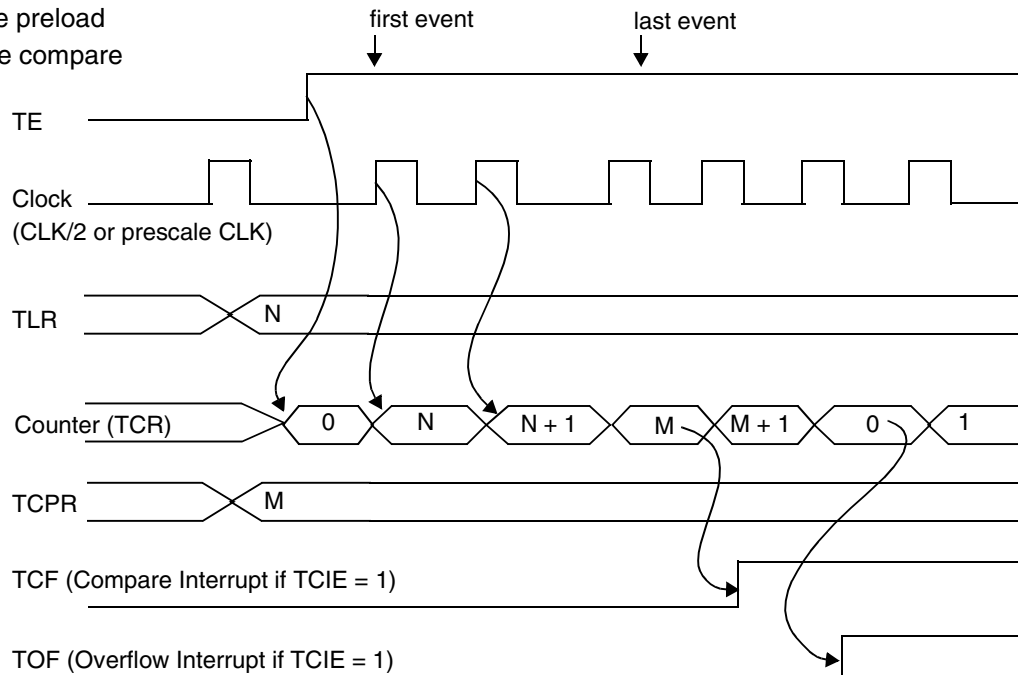 e preload
first event
last event
e compare
TE
Clock
(CLK/2 or prescale CLK)
TLR
N
Counter (TCR)
0
N
N + 1
M
M + 1
0
1
TCPR
M
TCF (Compare Interrupt if TCIE = 1)
TOF (Overflow Interrupt if TCIE = 1)